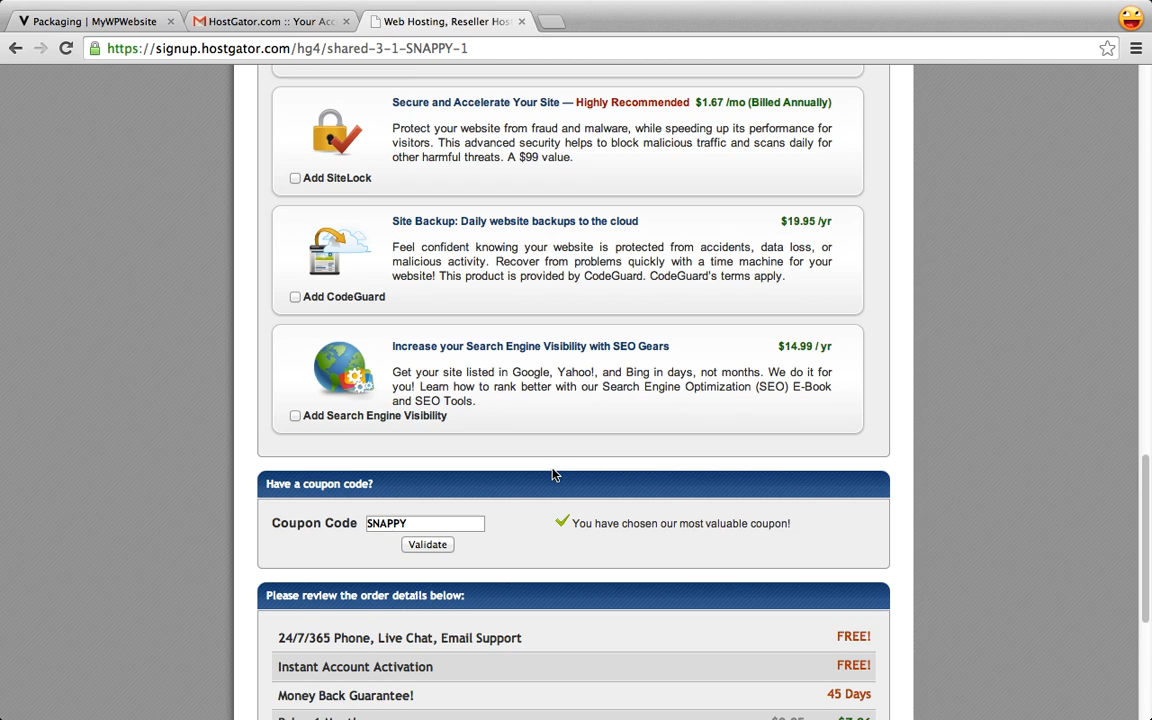 Packaging | MyWPWebsite
HostGator.com :: Your Acc
Web Hosting, Reseller Host
https://signup.hostgator.com/hg4/shared-3-1-SNAPPY-1
Secure and Accelerate Your Site — Highly Recommended $1.67 /mo (Billed Annually)
Protect your website from fraud and malware, while speeding up its performance for
visitors. This advanced security helps to block malicious traffic and scans daily for
other harmful threats. A $99 value.
Add SiteLock
Site Backup: Daily website backups to the cloud $19.95 /yr
Feel confident knowing your website is protected from accidents, data loss, or
malicious activity. Recover from problems quickly with a time machine for your
website! This product is provided by CodeGuard. CodeGuard's terms apply.
Add CodeGuard
Increase your Search Engine Visibility with SEO Gears $14.99 / yr
Get your site listed in Google, Yahoo!, and Bing in days, not months. We do it for
you! Learn how to rank better with our Search Engine Optimization (SEO) E-Book
and SEO Tools.
Add Search Engine Visibility
Have a coupon code?
Coupon Code SNAPPY You have chosen our most valuable coupon!
Validate
Please review the order details below:
24/7/365 Phone, Live Chat, Email Support FREE!
Instant Account Activation FREE!
Money Back Guarantee! 45 Days